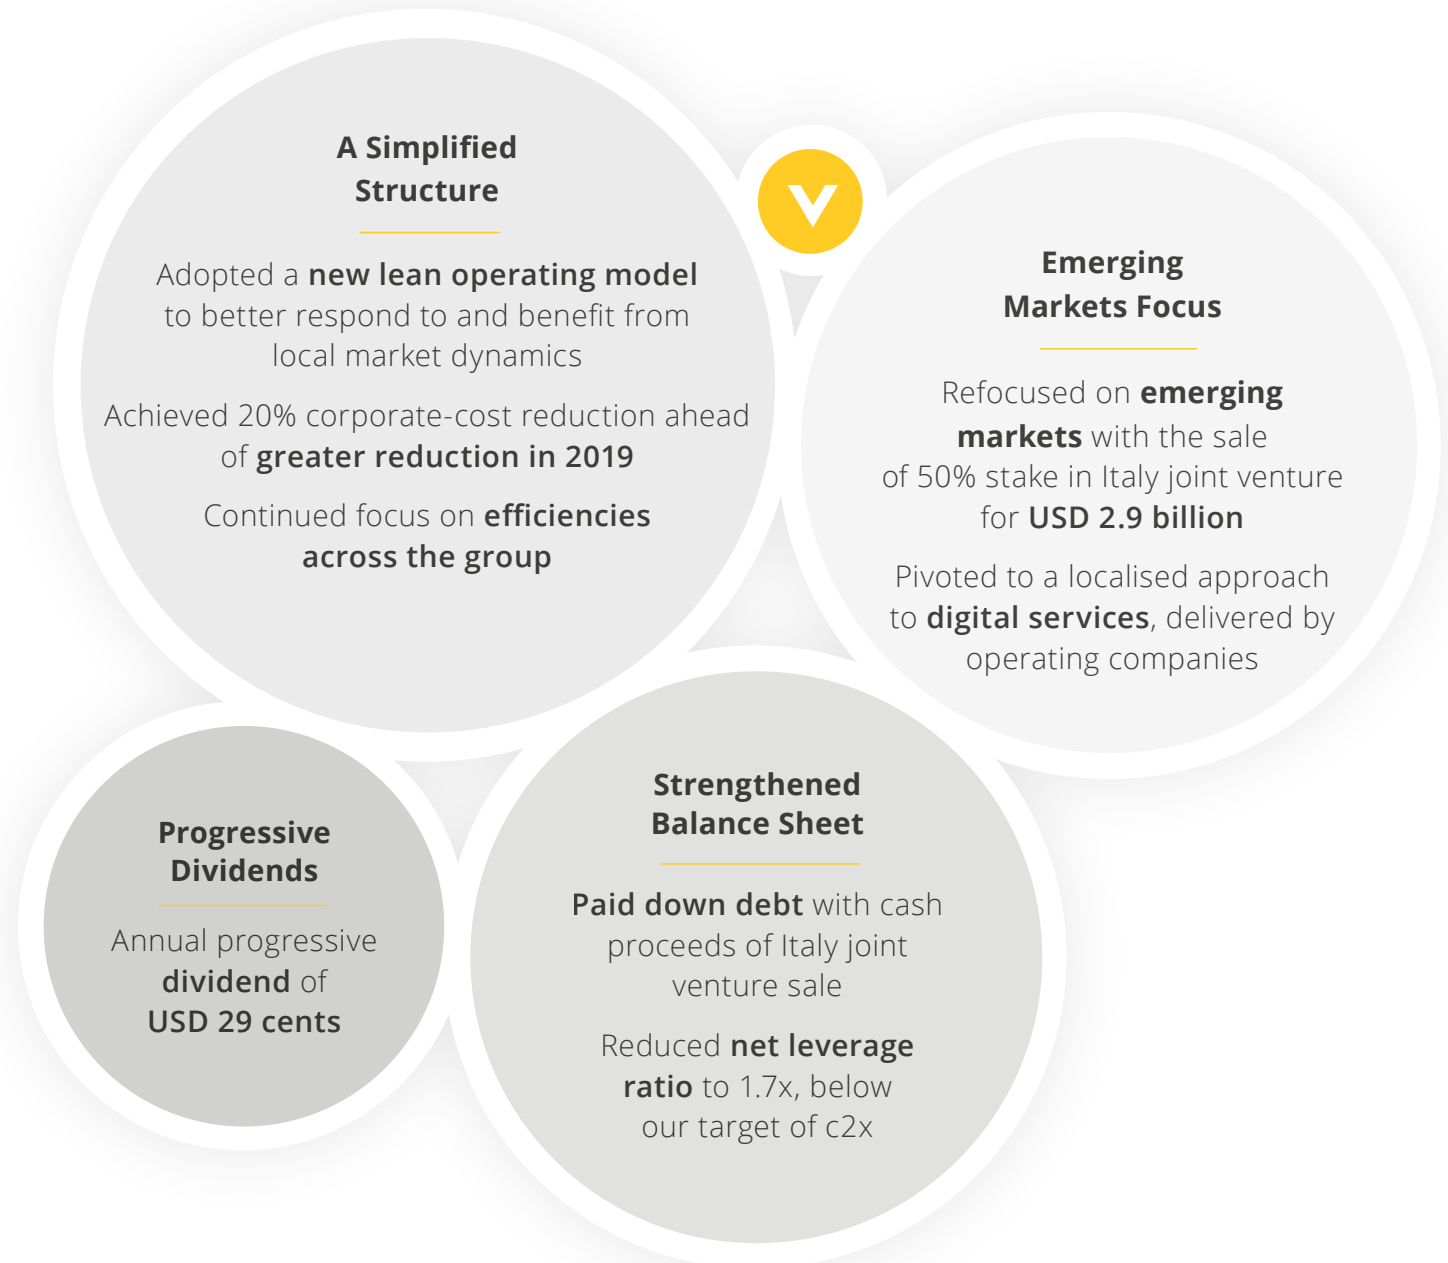 A Simplified
Structure
Adopted a new lean operating model
to better respond to and benefit from
local market dynamics
Achieved 20% corporate-cost reduction ahead
of greater reduction in 2019
Continued focus on efficiencies
across the group
Emerging
Markets Focus
Refocused on emerging
markets with the sale
of 50% stake in Italy joint venture
for USD 2.9 billion
Pivoted to a localised approach
to digital services, delivered by
operating companies
Progressive
Dividends
Annual progressive
dividend of
USD 29 cents
Strengthened
Balance Sheet
Paid down debt with cash
proceeds of Italy joint
venture sale
Reduced net leverage
ratio to 1.7x, below
our target of c2x